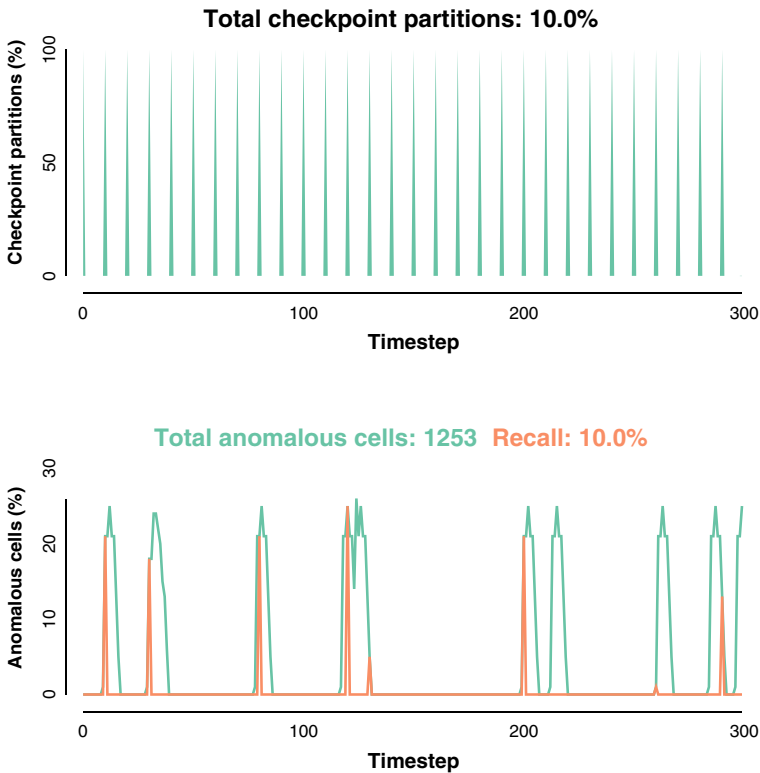 Total checkpoint partitions: 10.0%
Checkpoint partitions (%)
100
50
0
0 100 200 300
Timestep
Total anomalous cells: 1253 Recall: 10.0%
Anomalous cells (%)
30
20
10
0
0 100 200 300
Timestep